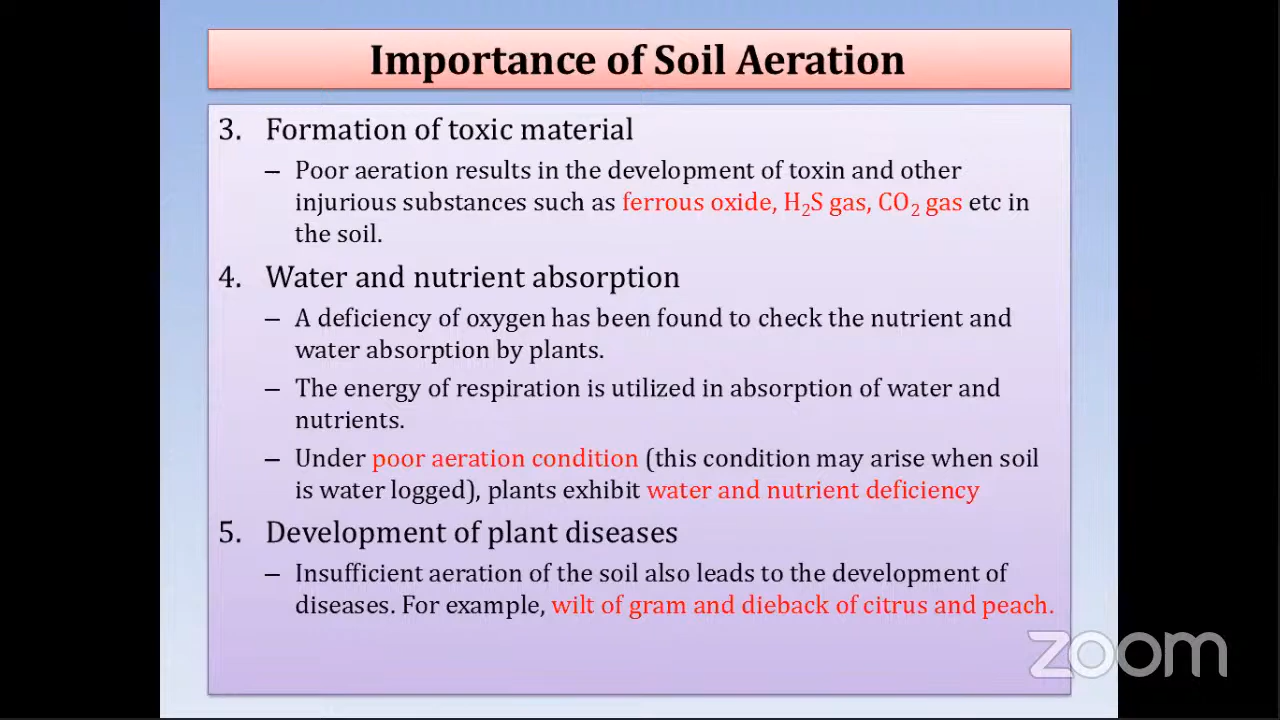 Importance of Soil Aeration
3. Formation of toxic material
– Poor aeration results in the development of toxin and other
injurious substances such as ferrous oxide, H₂S gas, CO₂ gas etc in
the soil.
4. Water and nutrient absorption
– A deficiency of oxygen has been found to check the nutrient and
water absorption by plants.
– The energy of respiration is utilized in absorption of water and
nutrients.
– Under poor aeration condition (this condition may arise when soil
is water logged), plants exhibit water and nutrient deficiency
5. Development of plant diseases
– Insufficient aeration of the soil also leads to the development of
diseases. For example, wilt of gram and dieback of citrus and peach.
zoom